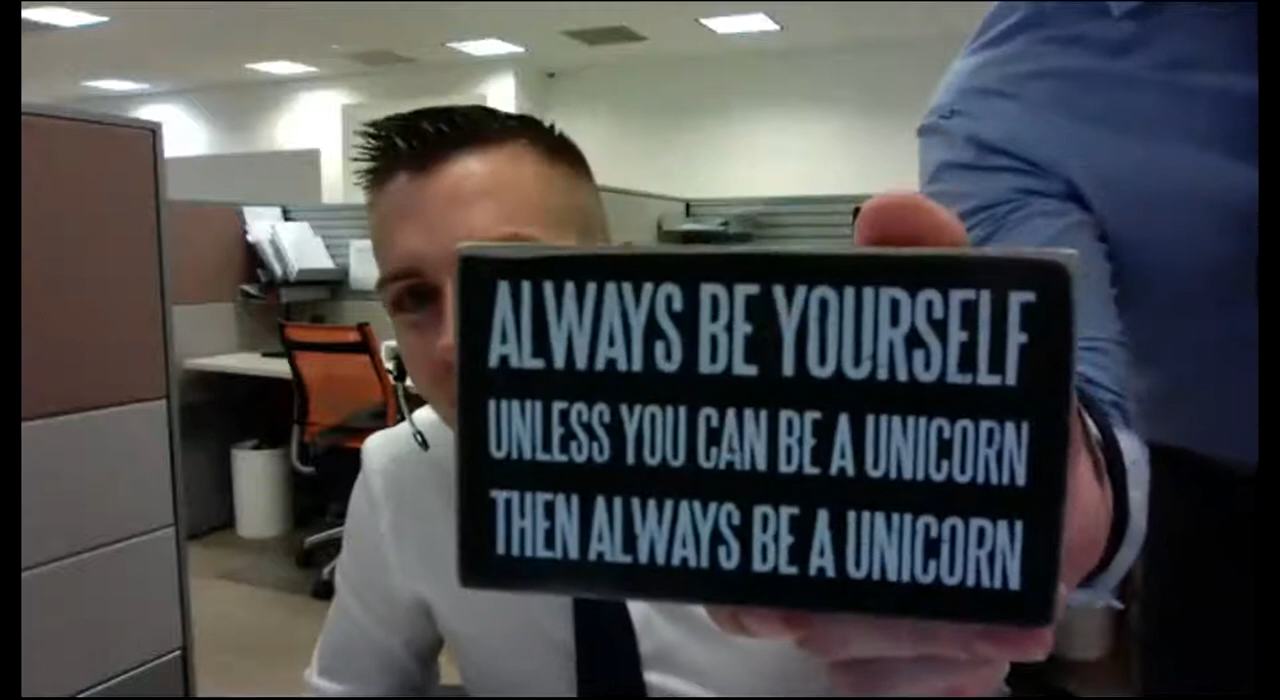 ALWAYS BE YOURSELF
UNLESS YOU CAN BE A UNICORN
THEN ALWAYS BE A UNICORN